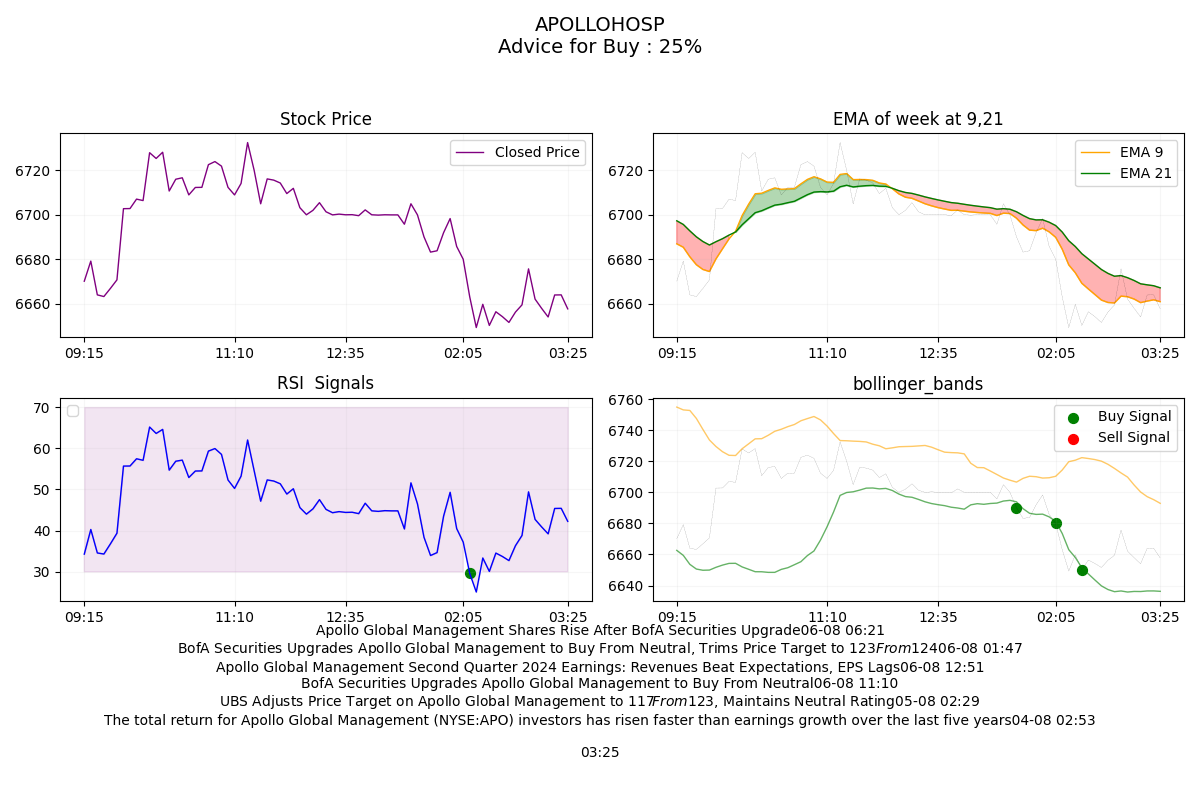 APOLLOHOSP
Advice for Buy : 25%
Stock Price
6720
6700
6680
6660
Closed Price
09:15 11:10 12:35 02:05 03:25
EMA of week at 9,21
6720
6700
6680
6660
EMA 9
EMA 21
09:15 11:10 12:35 02:05 03:25
RSI  Signals
70
60
50
40
30
09:15 11:10 12:35 02:05 03:25
bollinger_bands
6760
6740
6720
6700
6680
6660
6640
Buy Signal
Sell Signal
09:15 11:10 12:35 02:05 03:25
Apollo Global Management Shares Rise After BofA Securities Upgrade06-08 06:21
BofA Securities Upgrades Apollo Global Management to Buy From Neutral, Trims Price Target to 123From12406-08 01:47
Apollo Global Management Second Quarter 2024 Earnings: Revenues Beat Expectations, EPS Lags06-08 12:51
BofA Securities Upgrades Apollo Global Management to Buy From Neutral06-08 11:10
UBS Adjusts Price Target on Apollo Global Management to 117From123, Maintains Neutral Rating05-08 02:29
The total return for Apollo Global Management (NYSE:APO) investors has risen faster than earnings growth over the last five years04-08 02:53
03:25